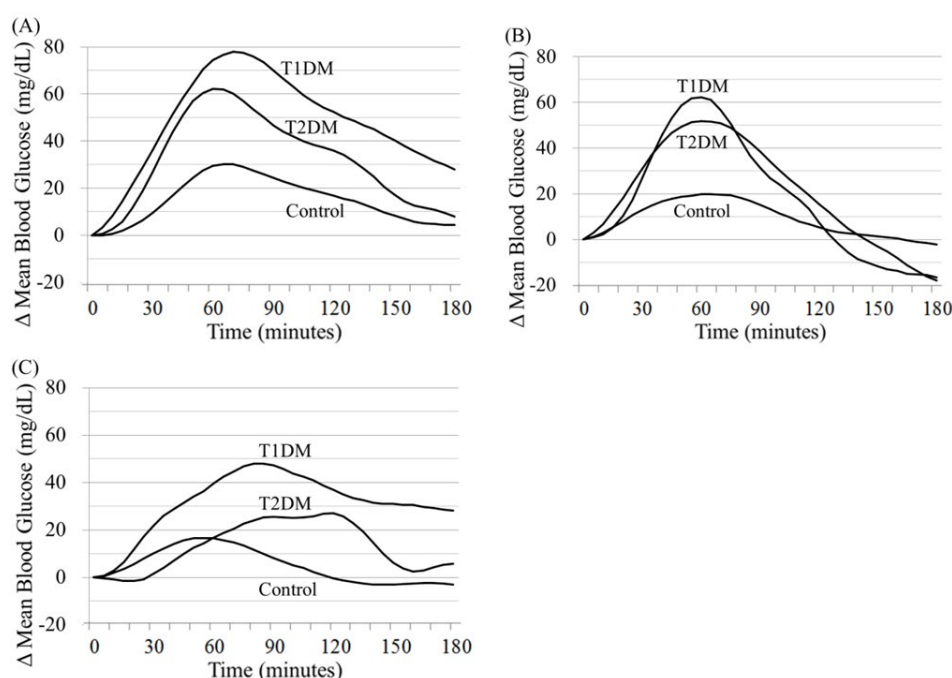 (A)
Δ Mean Blood Glucose (mg/dL)
80
60
40
20
0
-20
T1DM
T2DM
Control
0 30 60 90 120 150 180
Time (minutes)
(B)
Δ Mean Blood Glucose (mg/dL)
80
60
40
20
0
-20
T1DM
T2DM
Control
0 30 60 90 120 150 180
Time (minutes)
(C)
Δ Mean Blood Glucose (mg/dL)
80
60
40
20
0
-20
T1DM
T2DM
Control
0 30 60 90 120 150 180
Time (minutes)